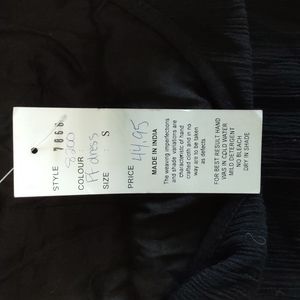 STYLE 7866
COLOUR
SIZE : S
PRICE 44.95
MADE IN INDIA
The weaving imperfections
and shade variations are
characteristic of hand
crafted cloth and in no
way are to be taken
as defects.
FOR BEST RESULT HAND
WAS IN COLD WATER
MILD DETERGENT
NO BLEACH
DRY IN SHADE